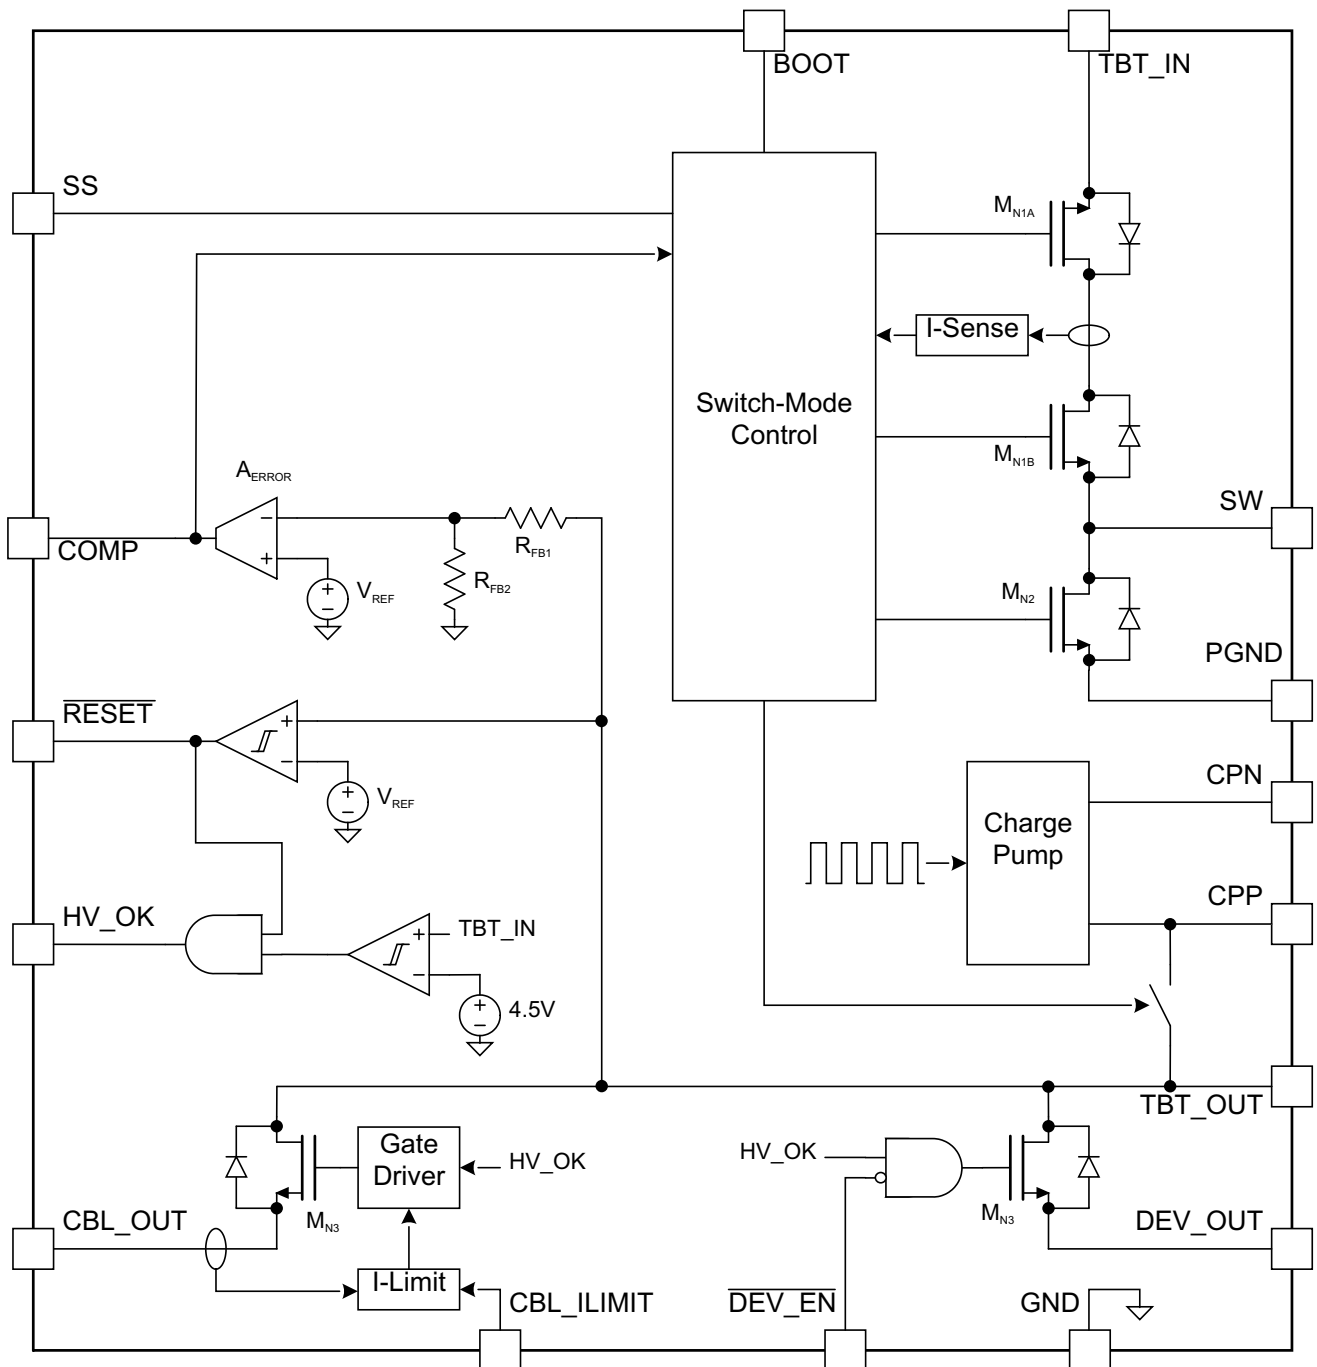 BOOT
TBT_IN
SS
M_N1A
I-Sense
Switch-Mode
Control
M_N1B
A_ERROR
SW
COMP
−
+
R_FB1
R_FB2
+
−
V_REF
M_N2
PGND
RESET
+
−
+
−
V_REF
CPN
Charge
Pump
CPP
HV_OK
+
TBT_IN
−
+
−
4.5V
TBT_OUT
Gate
Driver
HV_OK
HV_OK
M_N3
M_N3
CBL_OUT
DEV_OUT
I-Limit
CBL_ILIMIT
DEV_EN
GND